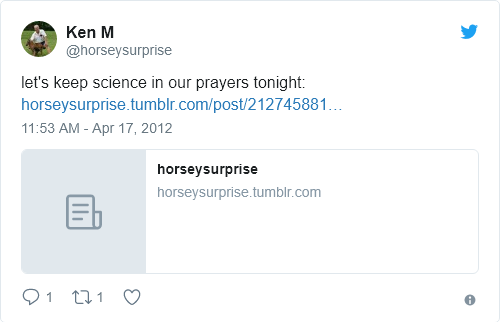 Ken M
@horseysurprise
let's keep science in our prayers tonight:
horseysurprise.tumblr.com/post/212745881…
11:53 AM - Apr 17, 2012
horseysurprise
horseysurprise.tumblr.com
1 1